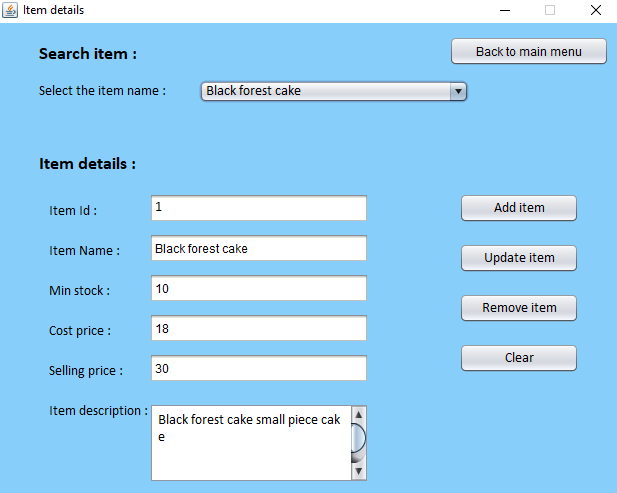 Item details
Search item :
Back to main menu
Select the item name :
Black forest cake
Item details :
Item Id :
1
Add item
Item Name :
Black forest cake
Update item
Min stock :
10
Remove item
Cost price :
18
Selling price :
30
Clear
Item description :
Black forest cake small piece cak
e